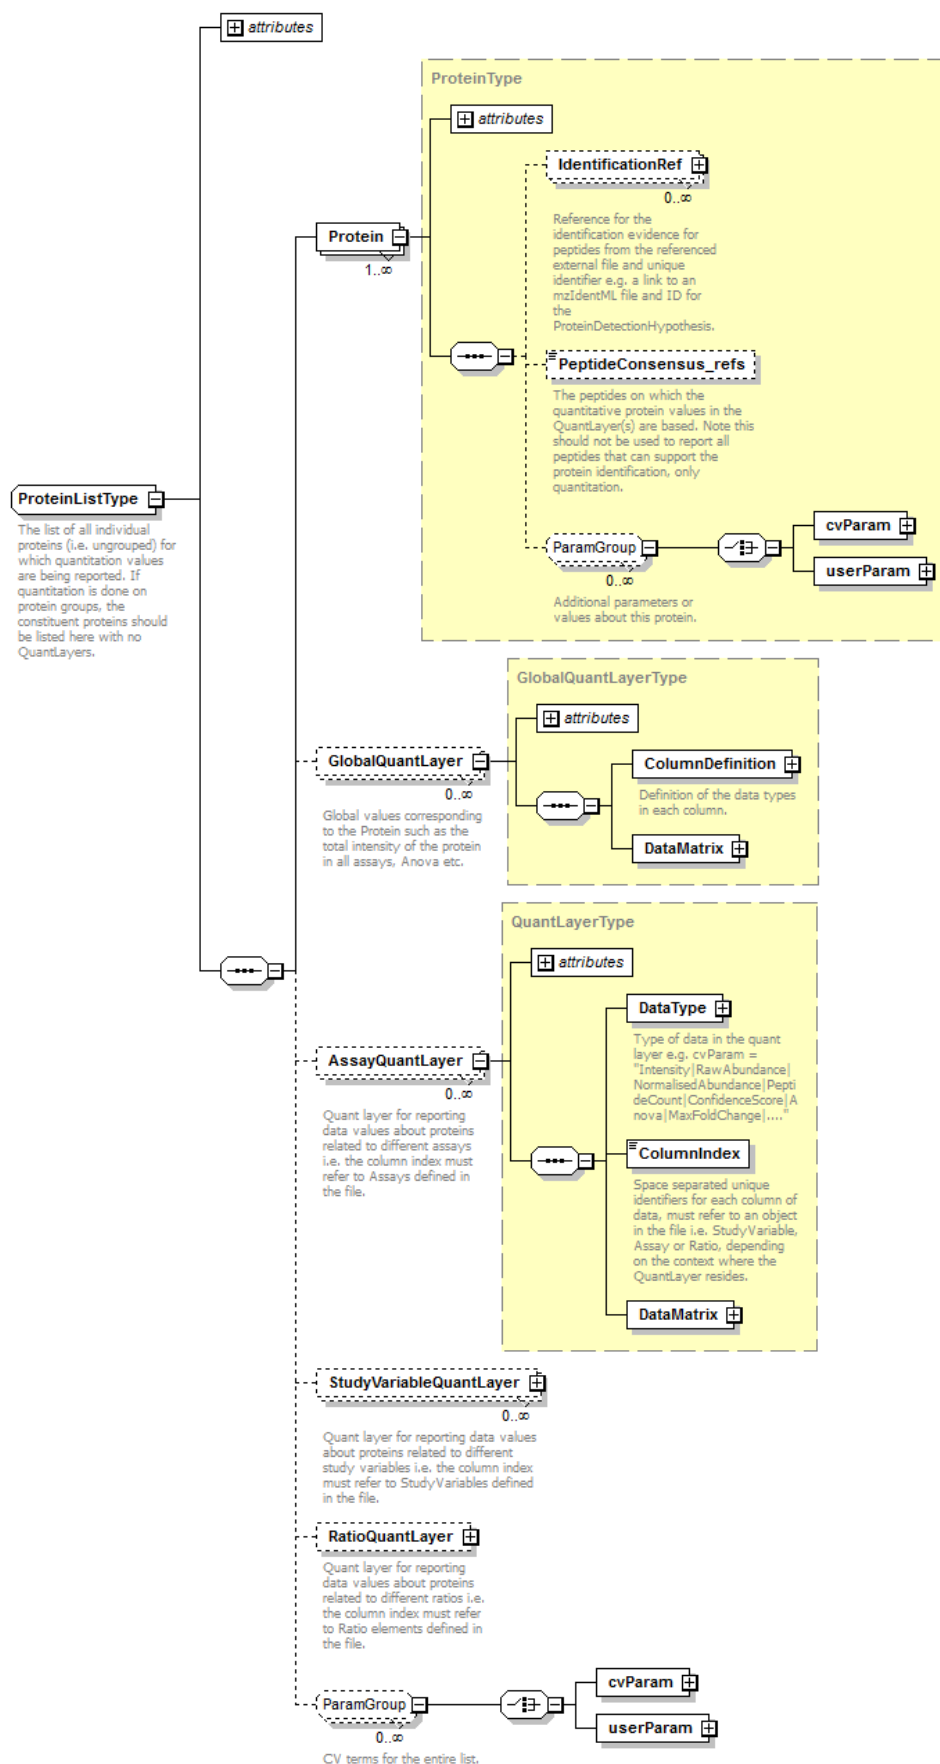 attributes
ProteinType
attributes
IdentificationRef
0..∞
Reference for the
identification evidence for
peptides from the referenced
external file and unique
identifier e.g. a link to an
mzIdentML file and ID for
the
ProteinDetectionHypothesis.
Protein
1..∞
PeptideConsensus_refs
The peptides on which the
quantitative protein values in the
QuantLayer(s) are based. Note this
should not be used to report all
peptides that can support the
protein identification, only
quantitation.
ProteinListType
The list of all individual
proteins (i.e. ungrouped) for
which quantitation values
are being reported. If
quantitation is done on
protein groups, the
constituent proteins should
be listed here with no
QuantLayers.
ParamGroup
0..∞
Additional parameters or
values about this protein.
cvParam
userParam
GlobalQuantLayerType
attributes
GlobalQuantLayer
0..∞
Global values corresponding
to the Protein such as the
total intensity of the protein
in all assays, Anova etc.
ColumnDefinition
Definition of the data types
in each column.
DataMatrix
QuantLayerType
attributes
DataType
Type of data in the quant
layer e.g. cvParam =
"Intensity|RawAbundance|
NormalisedAbundance|Pepti
deCount|ConfidenceScore|A
nova|MaxFoldChange|...."
AssayQuantLayer
0..∞
Quant layer for reporting
data values about proteins
related to different assays
i.e. the column index must
refer to Assays defined in
the file.
ColumnIndex
Space separated unique
identifiers for each column of
data, must refer to an object
in the file i.e. StudyVariable,
Assay or Ratio, depending
on the context where the
QuantLayer resides.
DataMatrix
StudyVariableQuantLayer
0..∞
Quant layer for reporting data values
about proteins related to different
study variables i.e. the column index
must refer to StudyVariables defined
in the file.
RatioQuantLayer
Quant layer for reporting
data values about proteins
related to different ratios i.e.
the column index must refer
to Ratio elements defined in
the file.
ParamGroup
0..∞
CV terms for the entire list.
cvParam
userParam